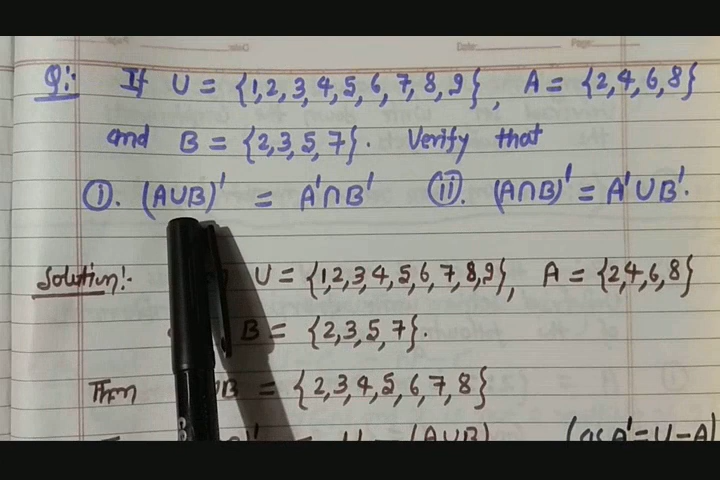 Q:- If U = {1,2,3,4,5,6,7,8,9}, A = {2,4,6,8}
and B = {2,3,5,7}. Verify that
(i). (A∪B)' = A'∩B' (ii). (A∩B)' = A'∪B'.
Solution:- U = {1,2,3,4,5,6,7,8,9}, A = {2,4,6,8}
B = {2,3,5,7}.
Then B = {2,3,4,5,6,7,8}
= U - (A∪B) (as A' = U - A)